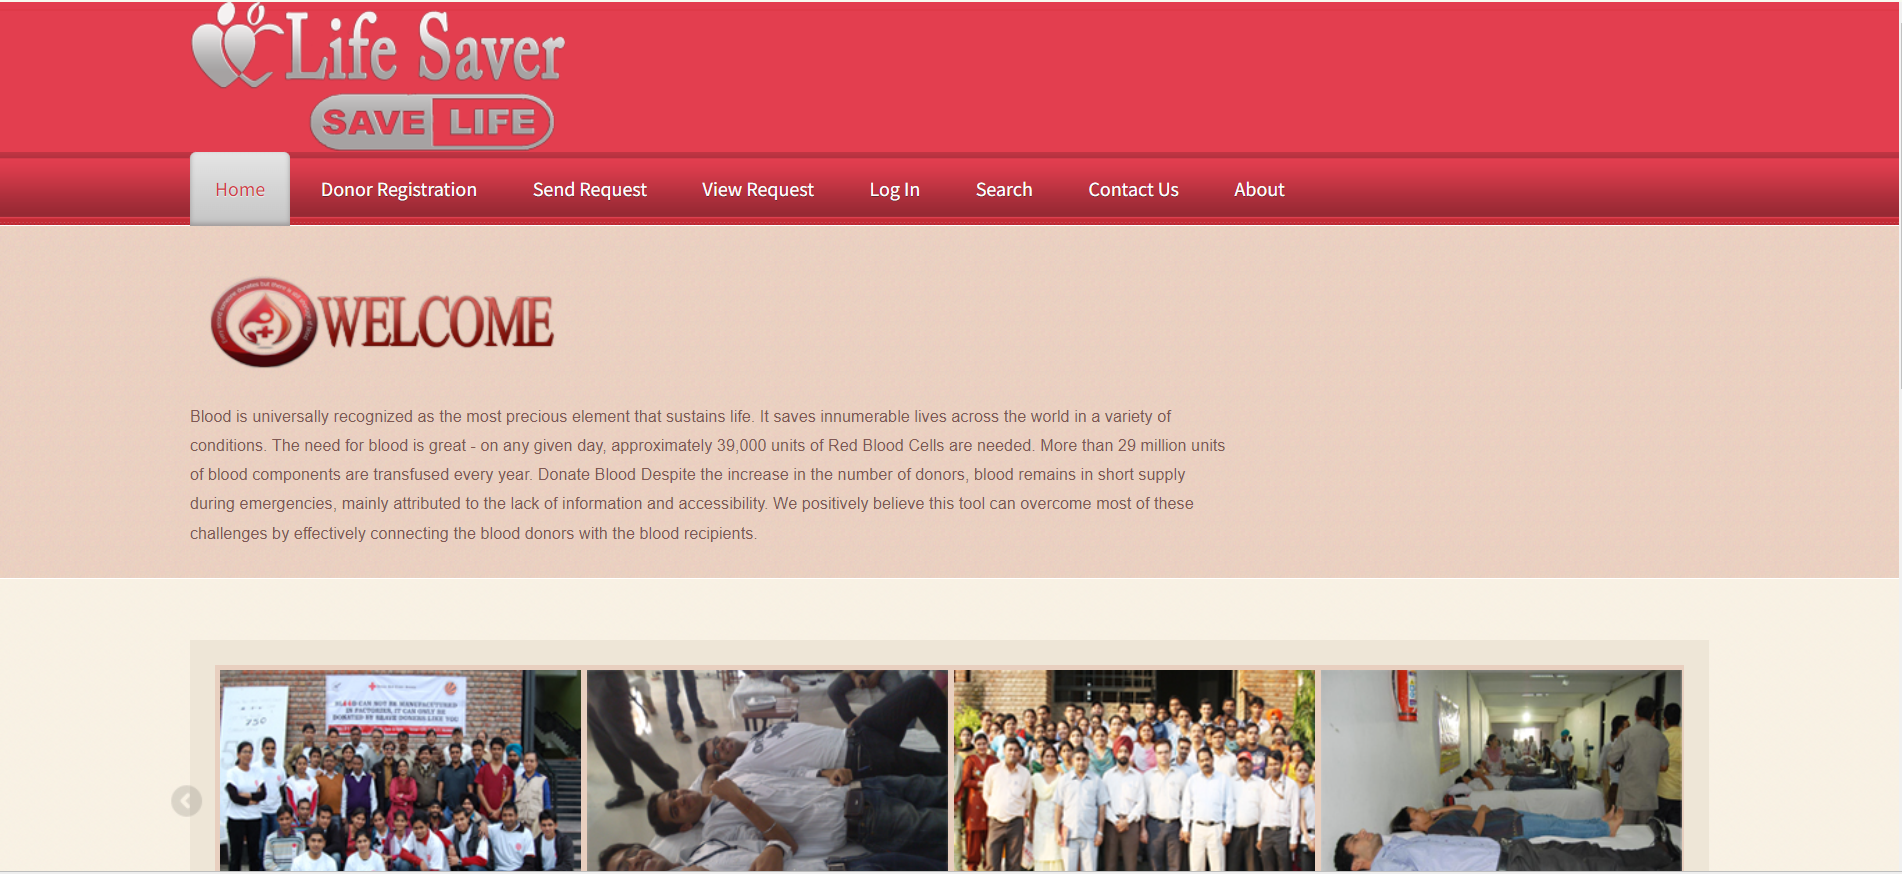 Life Saver
SAVE LIFE
Home Donor Registration Send Request View Request Log In Search Contact Us About
WELCOME
Blood is universally recognized as the most precious element that sustains life. It saves innumerable lives across the world in a variety of
conditions. The need for blood is great - on any given day, approximately 39,000 units of Red Blood Cells are needed. More than 29 million units
of blood components are transfused every year. Donate Blood Despite the increase in the number of donors, blood remains in short supply
during emergencies, mainly attributed to the lack of information and accessibility. We positively believe this tool can overcome most of these
challenges by effectively connecting the blood donors with the blood recipients.
BLOOD CAN NOT BE MANUFACTURED
IN FACTORIES, IT CAN ONLY BE
DONATED BY BRAVE DONERS LIKE YOU